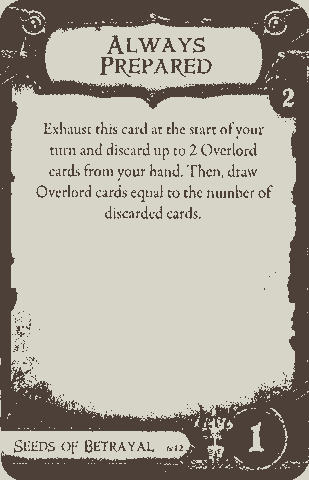 Always
Prepared
2
Exhaust this card at the start of your
turn and discard up to 2 Overlord
cards from your hand. Then, draw
Overlord cards equal to the number of
discarded cards.
Seeds of Betrayal
1